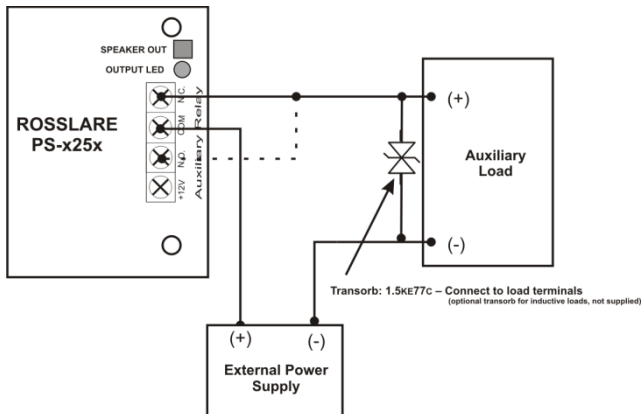 SPEAKER OUT
OUTPUT LED
ROSSLARE
PS-x25x
N.C.
COM
N.O.
+12V
Auxiliary Relay
(+)
Auxiliary
Load
(-)
Transorb: 1.5KE77C – Connect to load terminals
(optional transorb for inductive loads, not supplied)
(+)
(-)
External Power
Supply